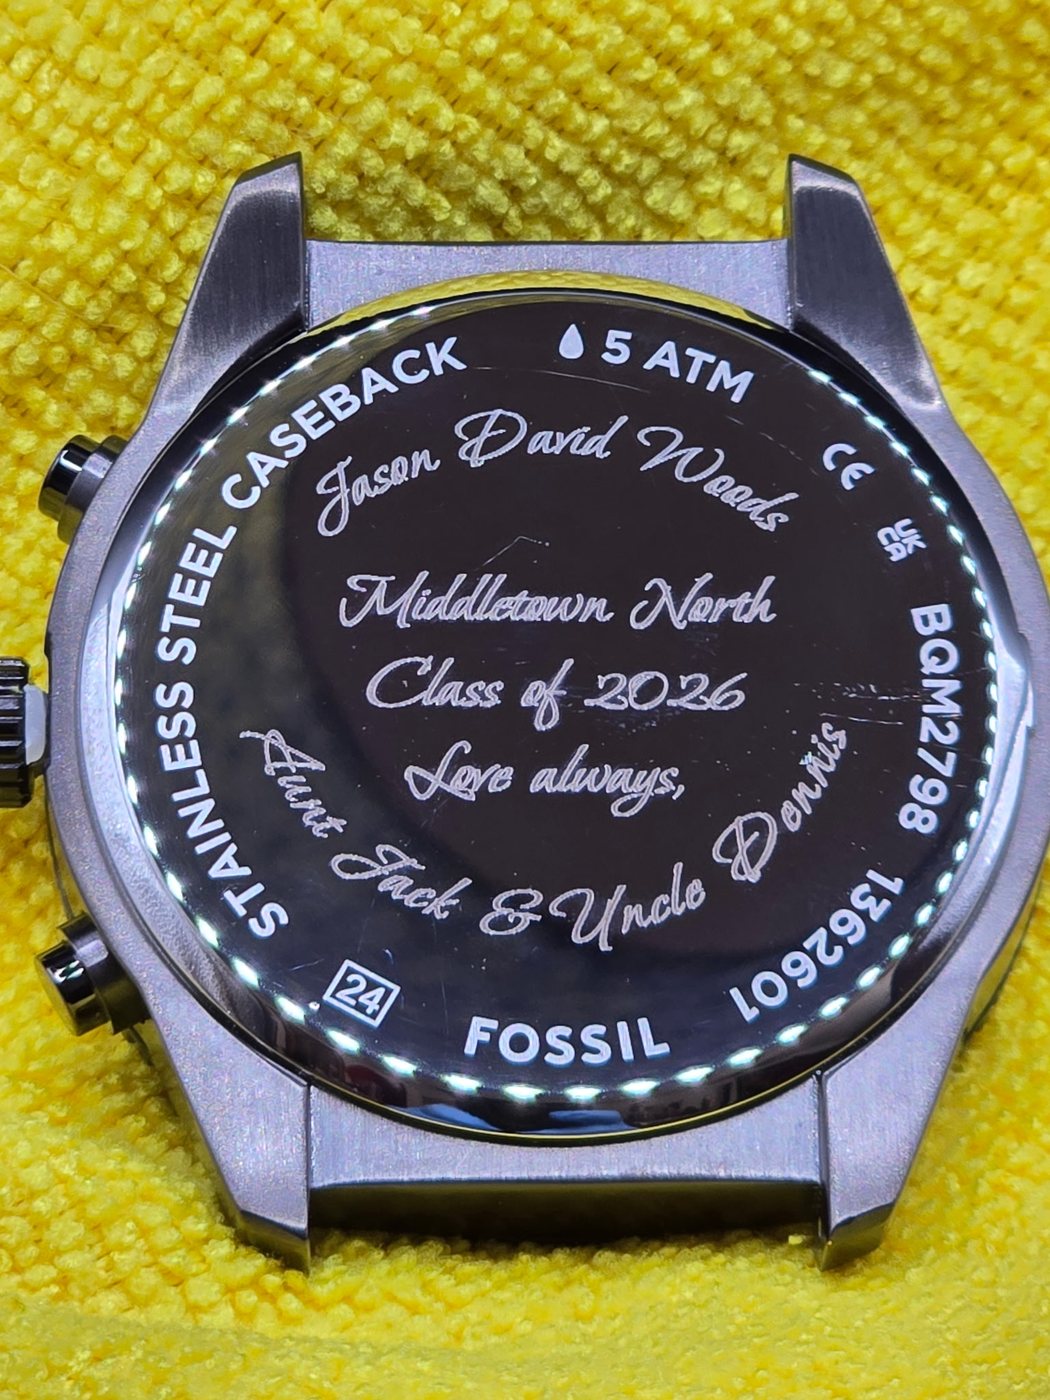 STAINLESS STEEL CASEBACK
5 ATM
CE
UK
CA
BQM2798
1362601
FOSSIL
24
Jason David Woods
Middletown North
Class of 2026
Love always,
Aunt Jack & Uncle Dennis